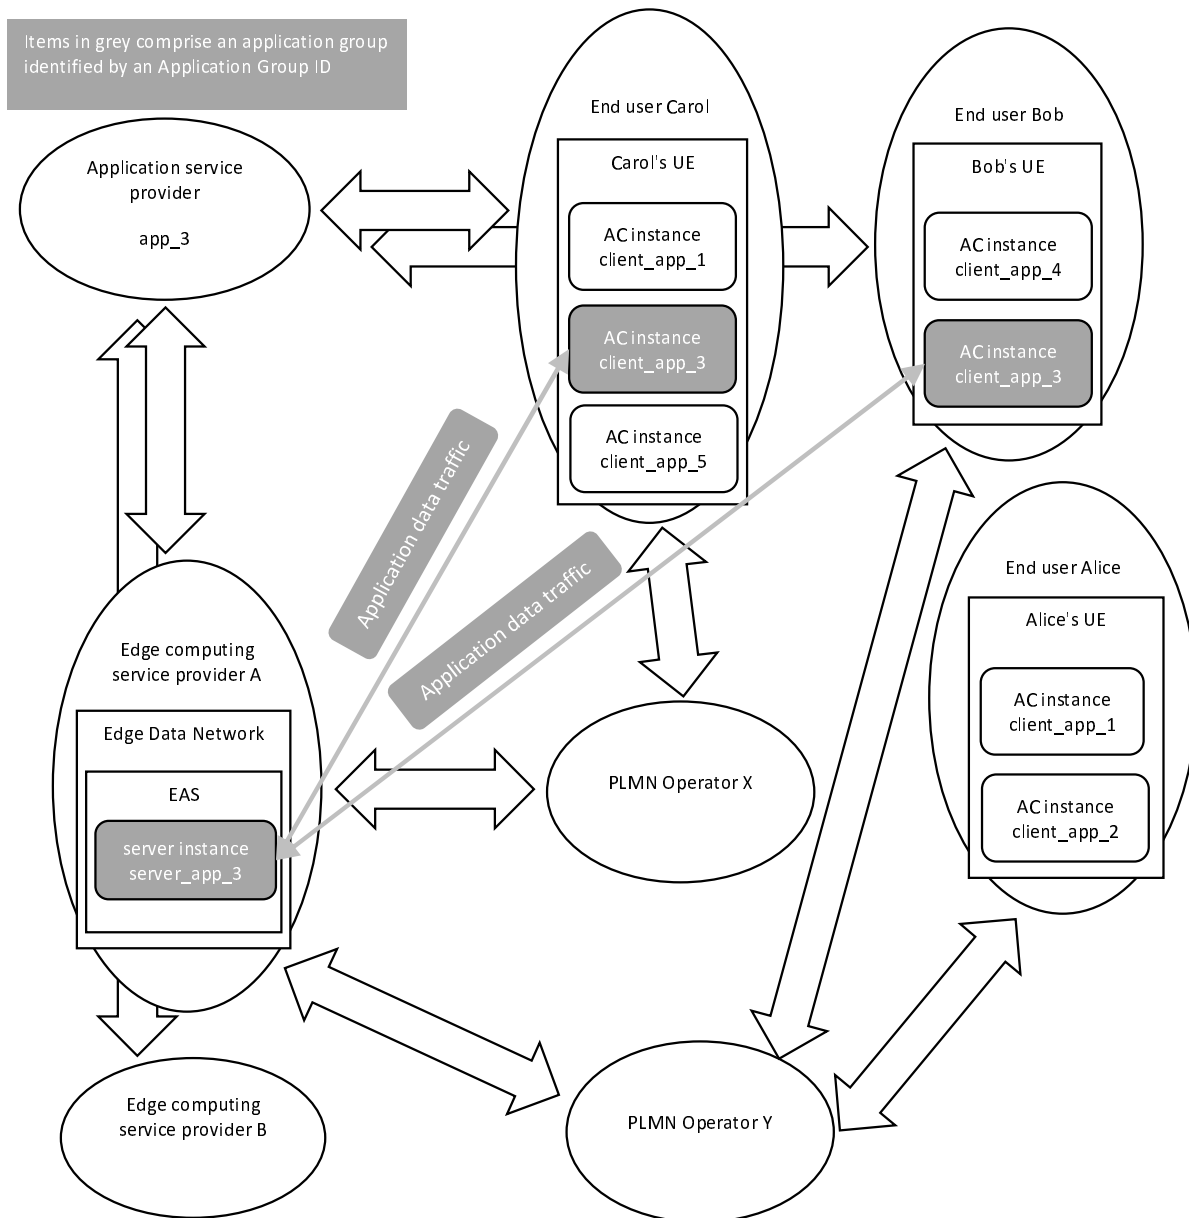 Items in grey comprise an application group
identified by an Application Group ID
Application service
provider
app_3
End user Carol
Carol's UE
AC instance
client_app_1
AC instance
client_app_3
AC instance
client_app_5
End user Bob
Bob's UE
AC instance
client_app_4
AC instance
client_app_3
Application data traffic
Application data traffic
End user Alice
Alice's UE
AC instance
client_app_1
AC instance
client_app_2
Edge computing
service provider A
Edge Data Network
EAS
server instance
server_app_3
PLMN Operator X
Edge computing
service provider B
PLMN Operator Y